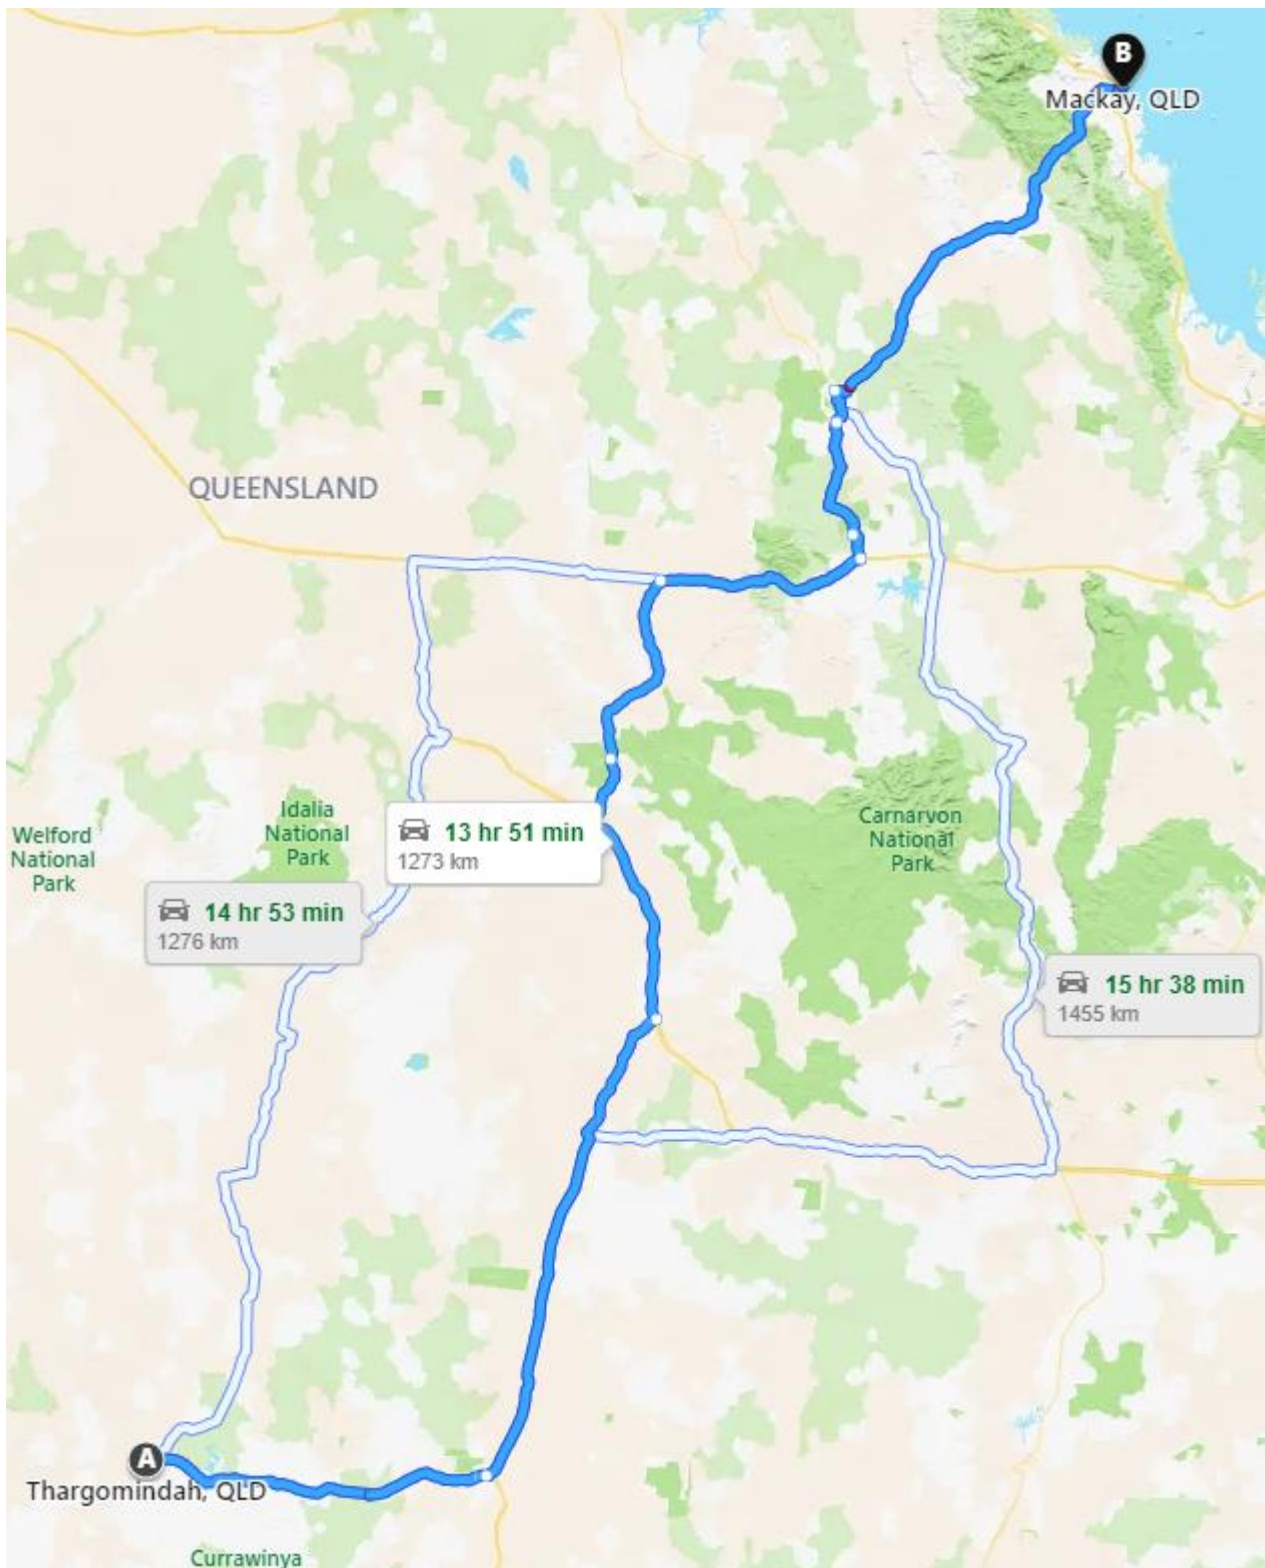 B
Mackay, QLD
QUEENSLAND
Idalia
National
Park
Welford
National
Park
Carnarvon
National
Park
13 hr 51 min
1273 km
14 hr 53 min
1276 km
15 hr 38 min
1455 km
A
Thargomindah, QLD
Currawinya